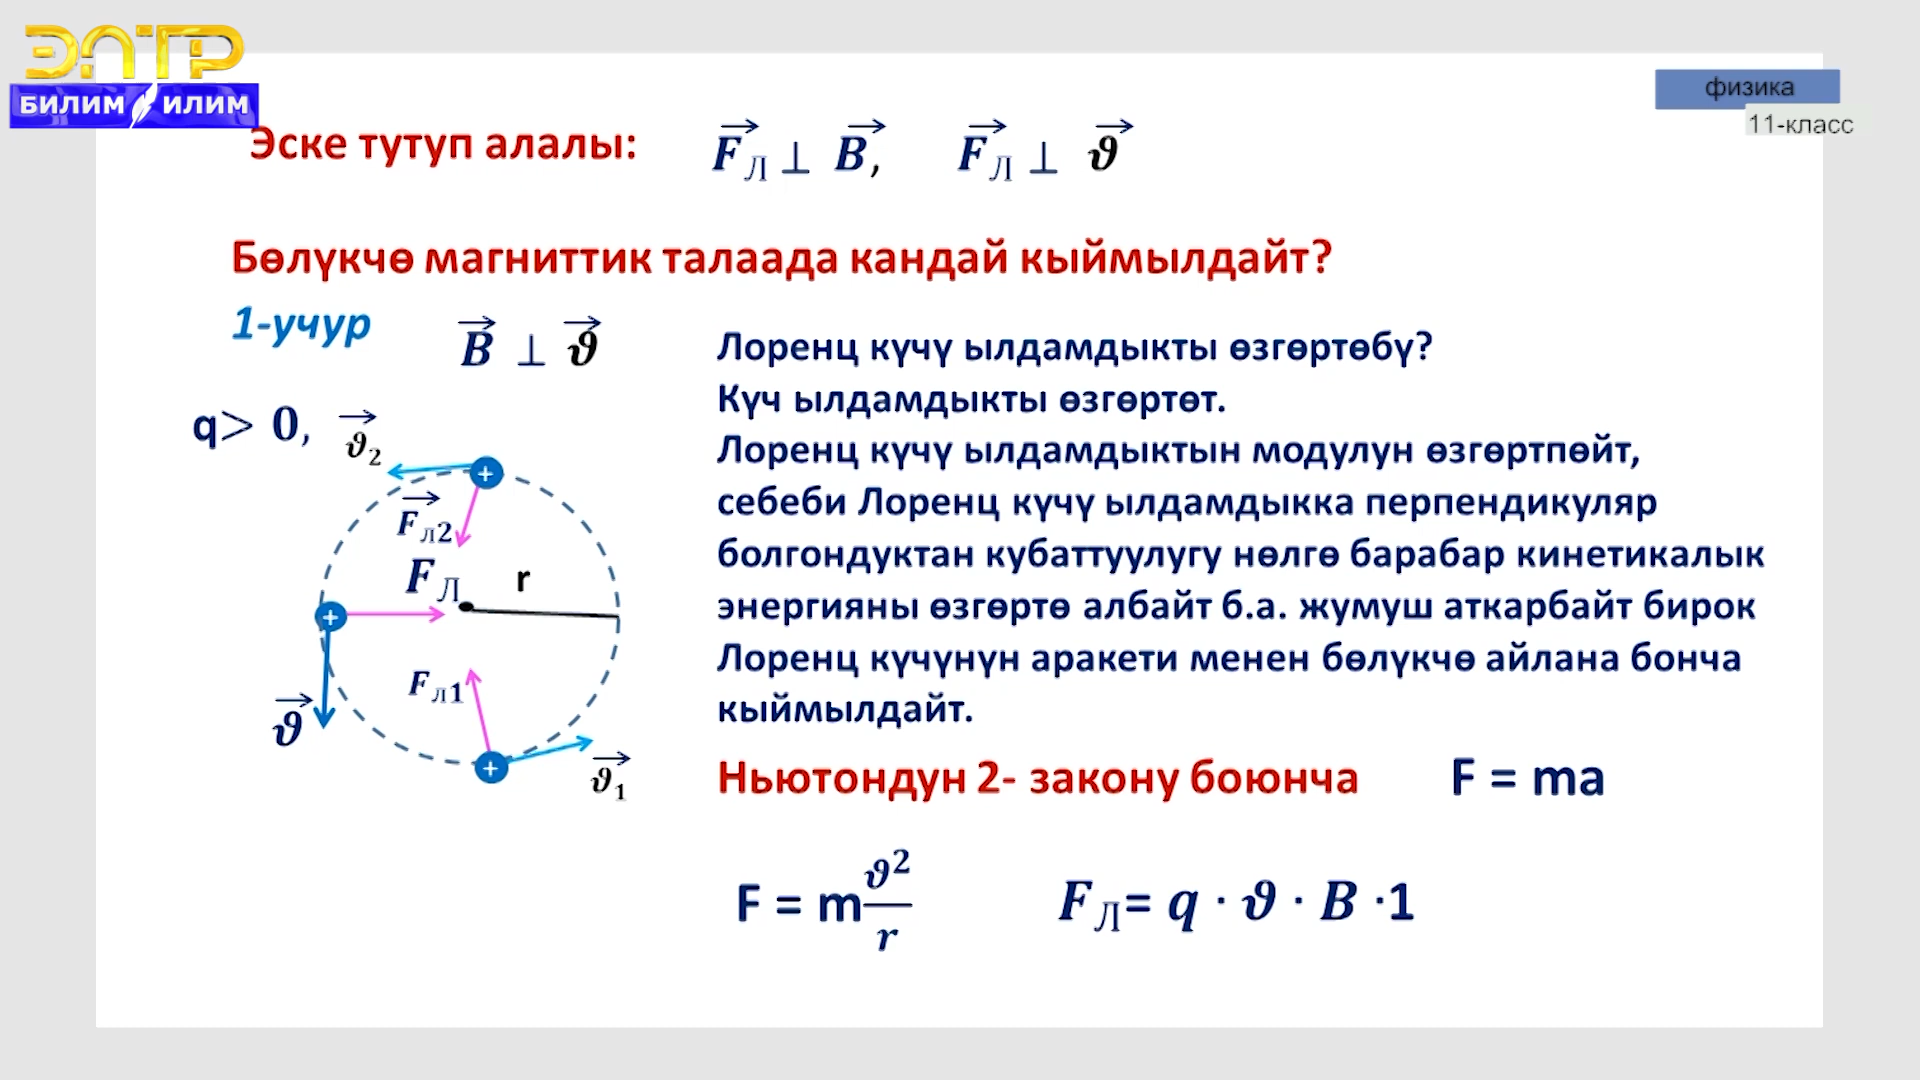 ЭЛТР
БИЛИМ ИЛИМ
физика
11-класс
Эске тутуп алалы: F⃗Л ⊥ B⃗, F⃗Л ⊥ ϑ⃗
Бөлүкчө магниттик талаада кандай кыймылдайт?
1-учур B⃗ ⊥ ϑ⃗
q> 0, ϑ⃗2
F⃗л2
FЛ r
Fл1
ϑ⃗
ϑ⃗1
+
+
+
Лоренц күчү ылдамдыкты өзгөртөбү?
Күч ылдамдыкты өзгөртөт.
Лоренц күчү ылдамдыктын модулун өзгөртпөйт,
себеби Лоренц күчү ылдамдыкка перпендикуляр
болгондуктан кубаттуулугу нөлгө барабар кинетикалык
энергияны өзгөртө албайт б.а. жумуш аткарбайт бирок
Лоренц күчүнүн аракети менен бөлүкчө айлана бонча
кыймылдайт.
Ньютондун 2- закону боюнча F = ma
F = m ϑ²/r FЛ= q · ϑ · B ·1